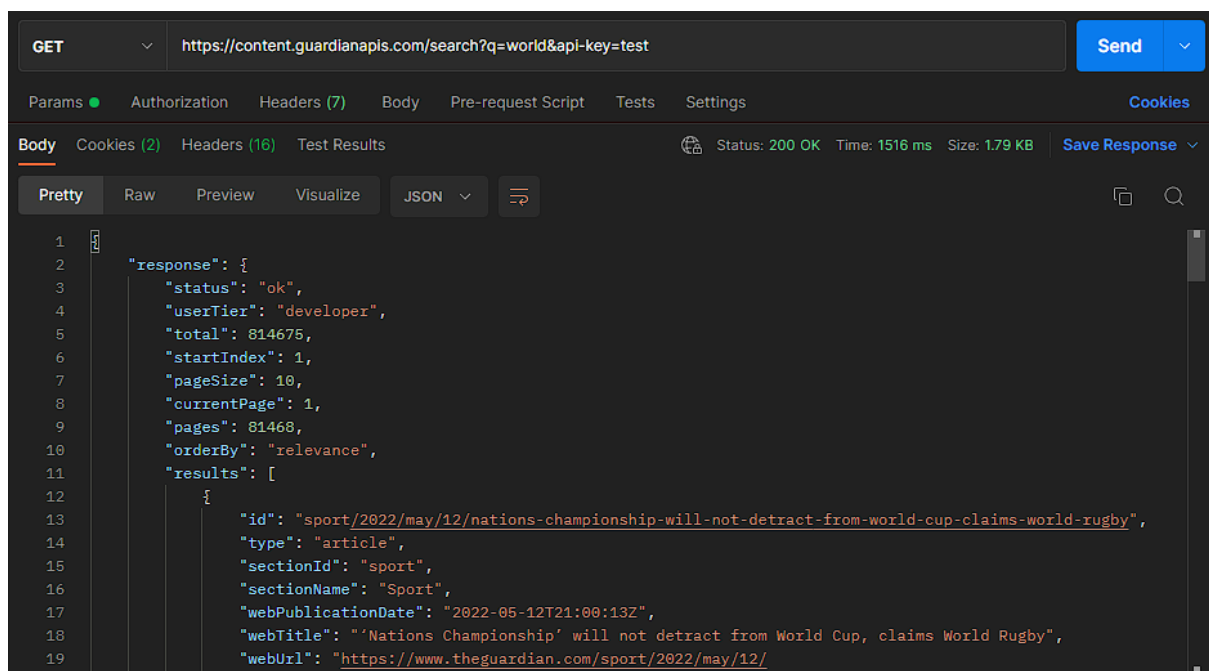 GET https://content.guardianapis.com/search?q=world&api-key=test Send
Params Authorization Headers (7) Body Pre-request Script Tests Settings Cookies
Body Cookies (2) Headers (16) Test Results Status: 200 OK Time: 1516 ms Size: 1.79 KB Save Response
Pretty Raw Preview Visualize JSON
1 {
2 "response": {
3 "status": "ok",
4 "userTier": "developer",
5 "total": 814675,
6 "startIndex": 1,
7 "pageSize": 10,
8 "currentPage": 1,
9 "pages": 81468,
10 "orderBy": "relevance",
11 "results": [
12 {
13 "id": "sport/2022/may/12/nations-championship-will-not-detract-from-world-cup-claims-world-rugby",
14 "type": "article",
15 "sectionId": "sport",
16 "sectionName": "Sport",
17 "webPublicationDate": "2022-05-12T21:00:13Z",
18 "webTitle": "‘Nations Championship’ will not detract from World Cup, claims World Rugby",
19 "webUrl": "https://www.theguardian.com/sport/2022/may/12/